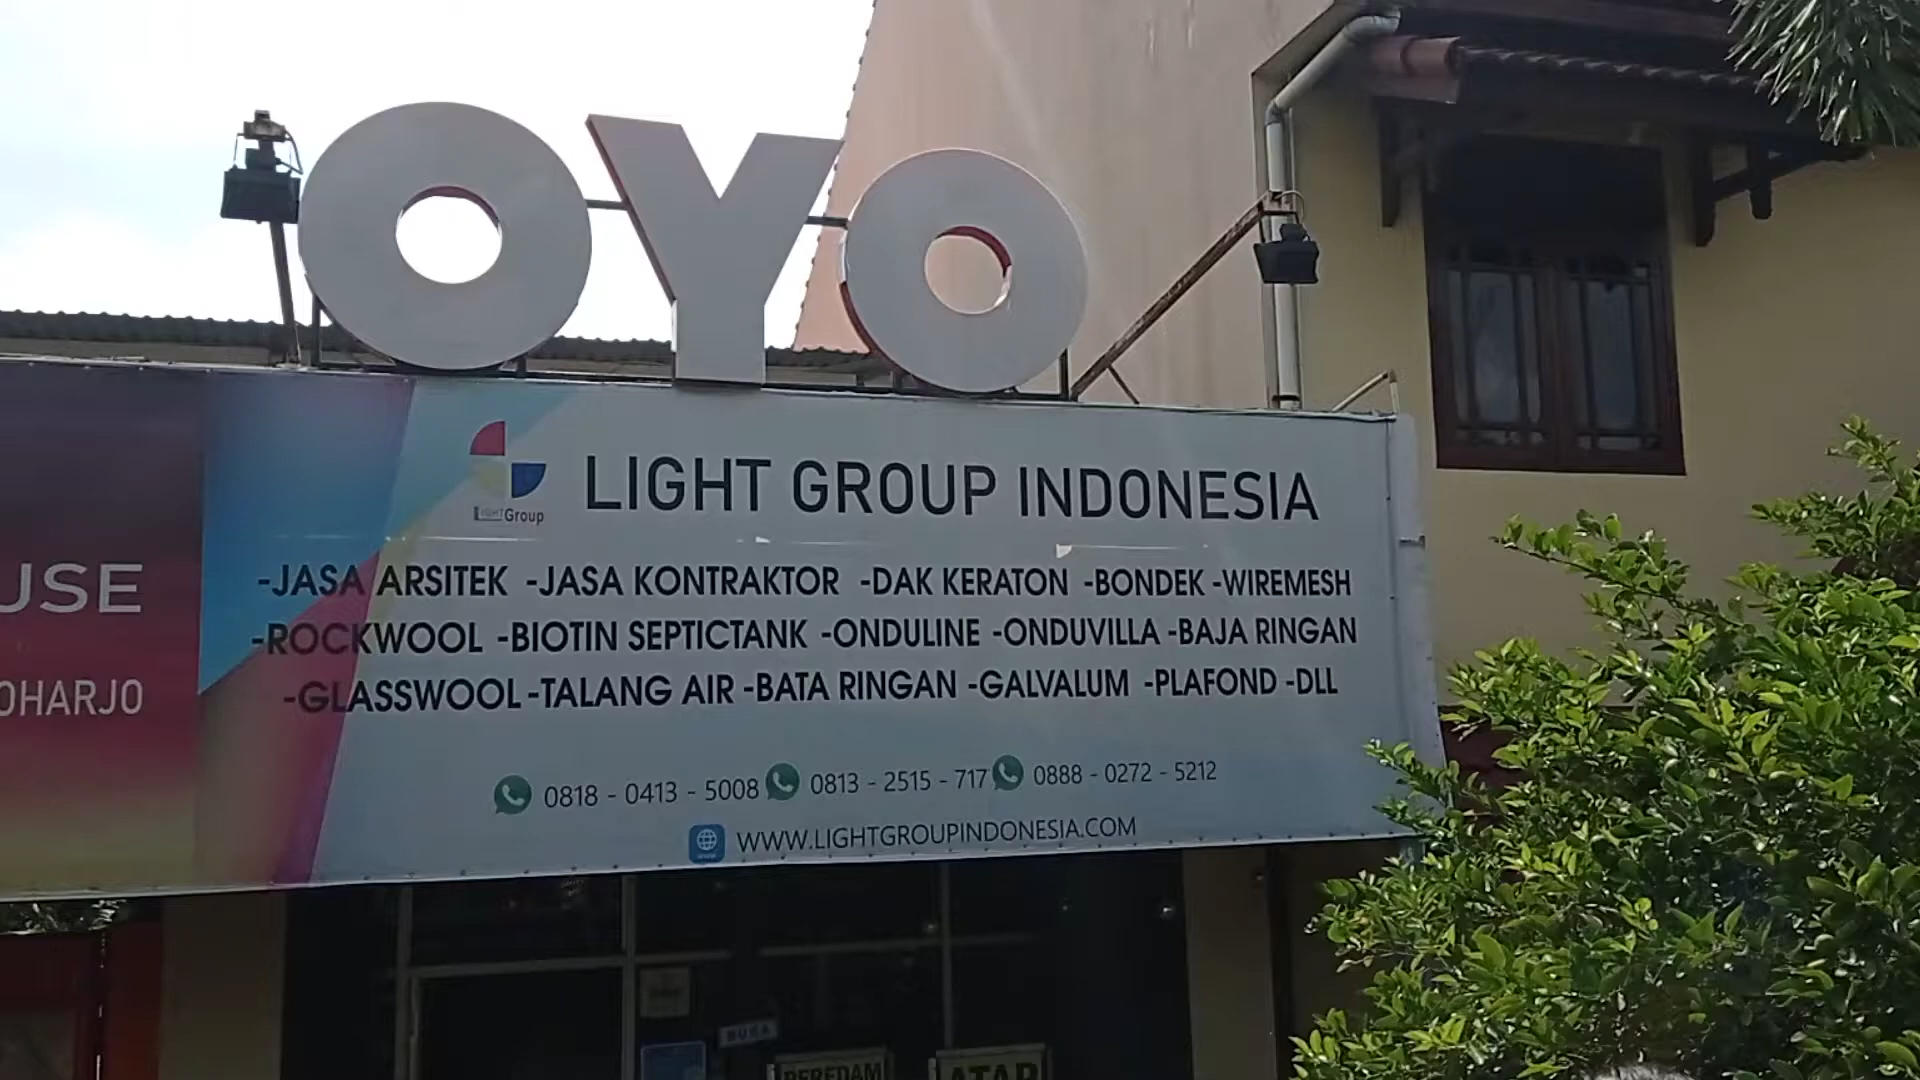 OYO
LIGHT Group
LIGHT GROUP INDONESIA
-JASA ARSITEK -JASA KONTRAKTOR -DAK KERATON -BONDEK -WIREMESH
-ROCKWOOL -BIOTIN SEPTICTANK -ONDULINE -ONDUVILLA -BAJA RINGAN
-GLASSWOOL -TALANG AIR -BATA RINGAN -GALVALUM -PLAFOND -DLL
0818 - 0413 - 5008 0813 - 2515 - 717 0888 - 0272 - 5212
WWW.LIGHTGROUPINDONESIA.COM
USE
OHARJO
BUKA
PEREDAM
ATAP